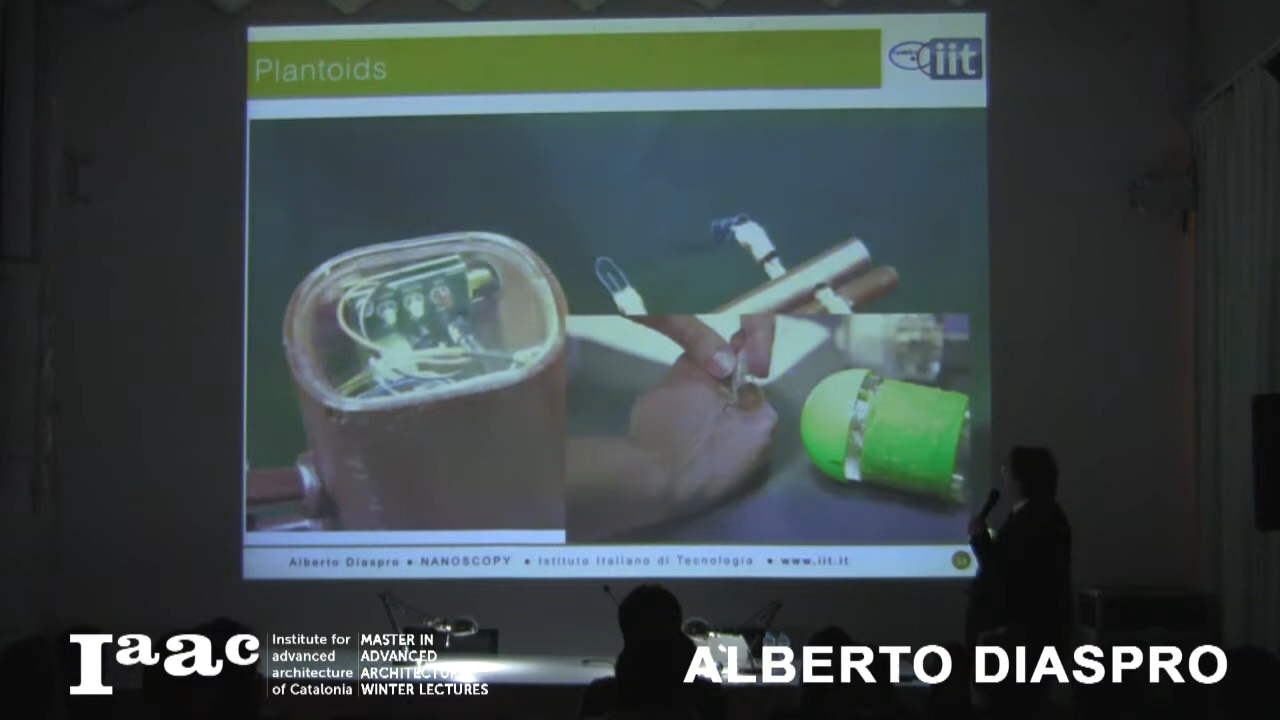 Plantoids
iit
Alberto Diaspro • NANOSCOPY • Istituto Italiano di Tecnologia • www.iit.it
Iaac
Institute for
advanced
architecture
of Catalonia
MASTER IN
ADVANCED
ARCHITECTURE
WINTER LECTURES
ALBERTO DIASPRO